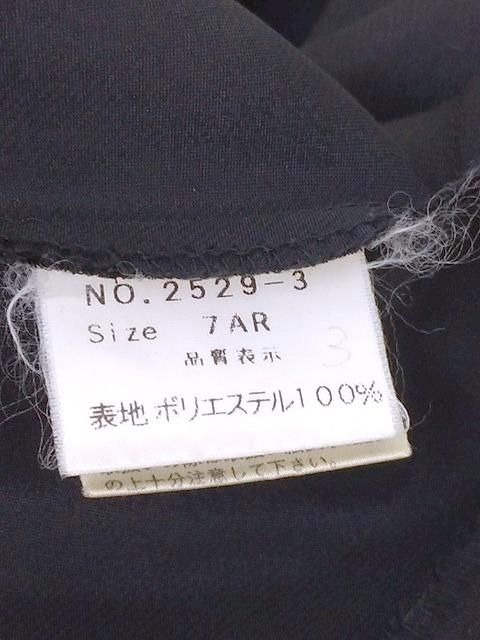 NO.2529-3
Size 7AR
品質表示
3
表地 ポリエステル100%
の上十分注意して下さい。